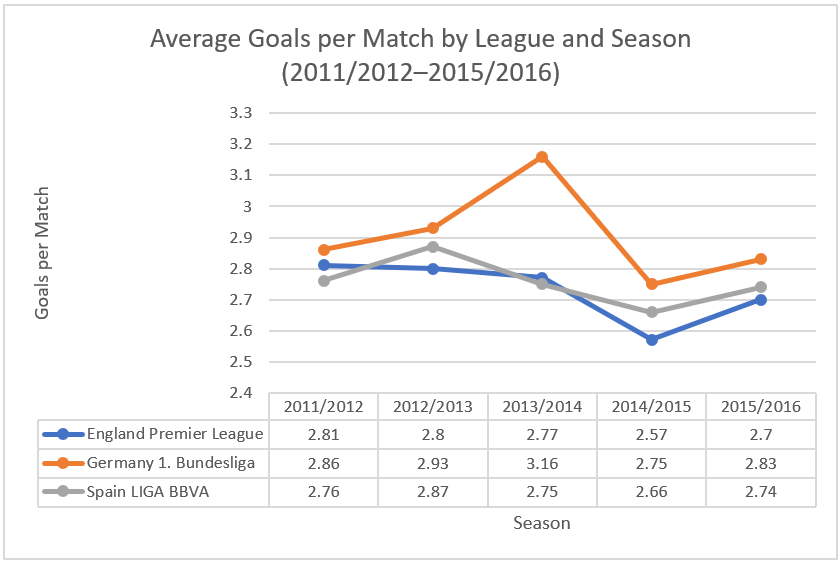 Average Goals per Match by League and Season
(2011/2012–2015/2016)
3.3
3.2
3.1
3
2.9
2.8
2.7
2.6
2.5
2.4
Goals per Match
2011/2012 2012/2013 2013/2014 2014/2015 2015/2016
England Premier League 2.81 2.8 2.77 2.57 2.7
Germany 1. Bundesliga 2.86 2.93 3.16 2.75 2.83
Spain LIGA BBVA 2.76 2.87 2.75 2.66 2.74
Season